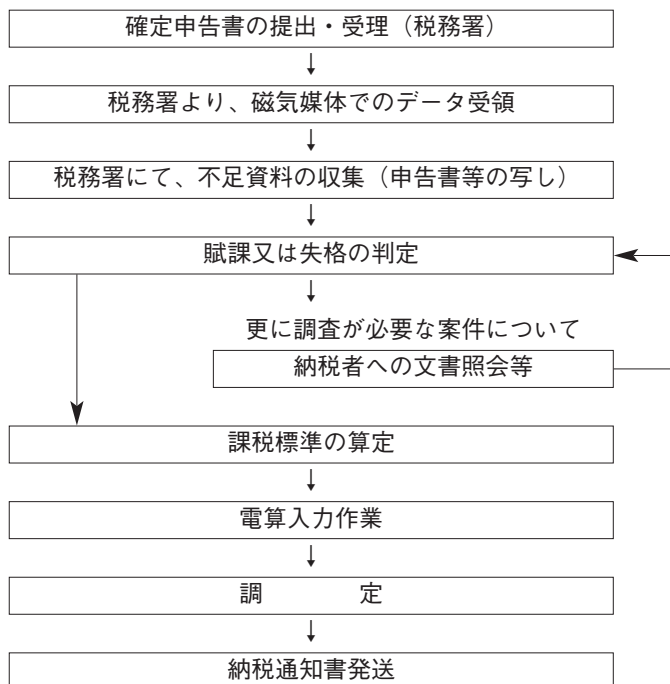 確定申告書の提出・受理（税務署）
税務署より、磁気媒体でのデータ受領
税務署にて、不足資料の収集（申告書等の写し）
賦課又は失格の判定
更に調査が必要な案件について
納税者への文書照会等
課税標準の算定
電算入力作業
調　　　　定
納税通知書発送